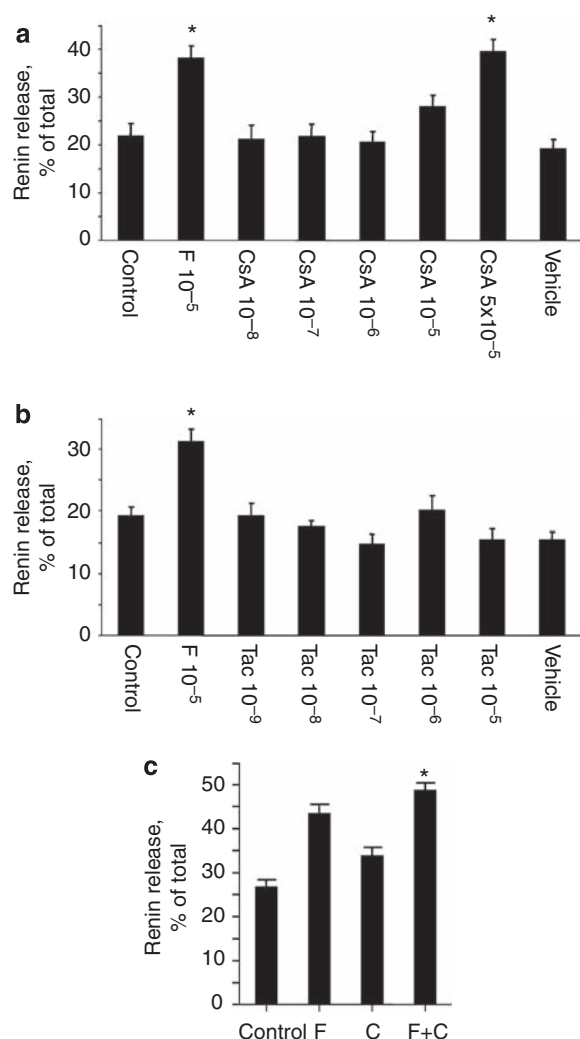 a
*
*
40
30
20
10
0
Renin release,
% of total
Control
F 10⁻⁵
CsA 10⁻⁸
CsA 10⁻⁷
CsA 10⁻⁶
CsA 10⁻⁵
CsA 5x10⁻⁵
Vehicle
b
*
30
20
10
0
Renin release,
% of total
Control
F 10⁻⁵
Tac 10⁻⁹
Tac 10⁻⁸
Tac 10⁻⁷
Tac 10⁻⁶
Tac 10⁻⁵
Vehicle
c
*
50
40
30
20
10
0
Renin release,
% of total
Control F C F+C